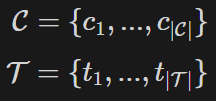 𝒞 = {c₁,...,c|𝒞|}
𝒯 = {t₁,...,t|𝒯|}